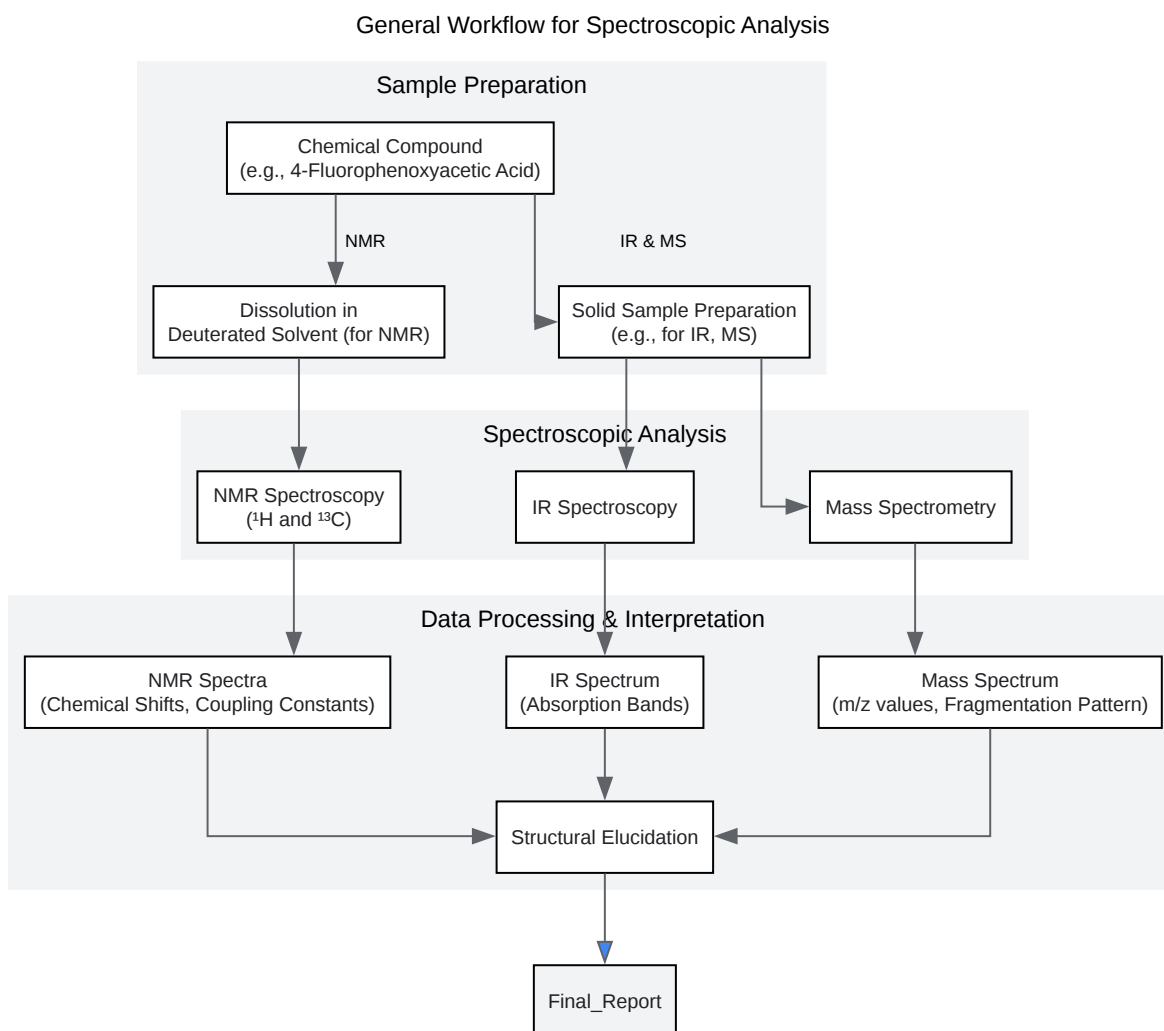 General Workflow for Spectroscopic Analysis
Sample Preparation
Chemical Compound
(e.g., 4-Fluorophenoxyacetic Acid)
NMR
IR & MS
Dissolution in
Deuterated Solvent (for NMR)
Solid Sample Preparation
(e.g., for IR, MS)
Spectroscopic Analysis
NMR Spectroscopy
(¹H and ¹³C)
IR Spectroscopy
Mass Spectrometry
Data Processing & Interpretation
NMR Spectra
(Chemical Shifts, Coupling Constants)
IR Spectrum
(Absorption Bands)
Mass Spectrum
(m/z values, Fragmentation Pattern)
Structural Elucidation
Final_Report